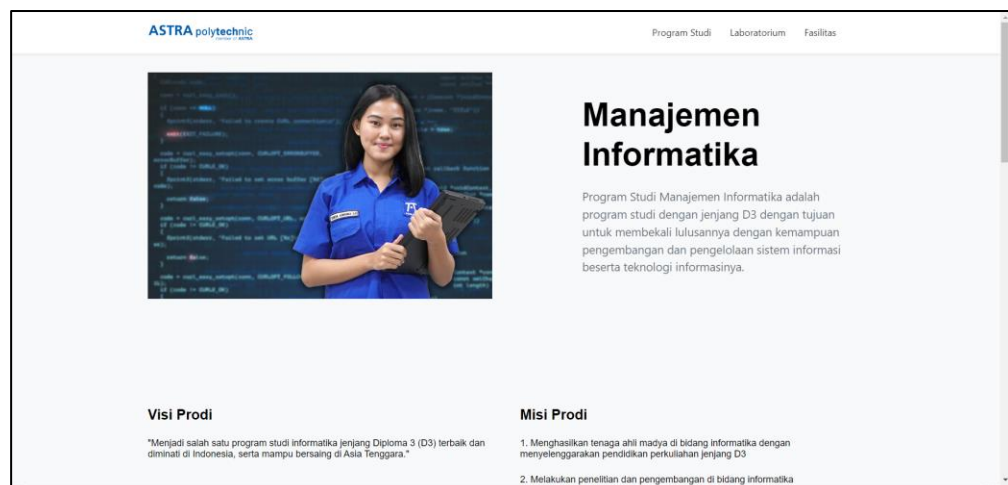 ASTRA polytechnic
member of ASTRA
Program Studi Laboratorium Fasilitas
Manajemen
Informatika
Program Studi Manajemen Informatika adalah
program studi dengan jenjang D3 dengan tujuan
untuk membekali lulusannya dengan kemampuan
pengembangan dan pengelolaan sistem informasi
beserta teknologi informasinya.
Visi Prodi
"Menjadi salah satu program studi informatika jenjang Diploma 3 (D3) terbaik dan
diminati di Indonesia, serta mampu bersaing di Asia Tenggara."
Misi Prodi
1. Menghasilkan tenaga ahli madya di bidang informatika dengan
menyelenggarakan pendidikan perkuliahan jenjang D3
2. Melakukan penelitian dan pengembangan di bidang informatika